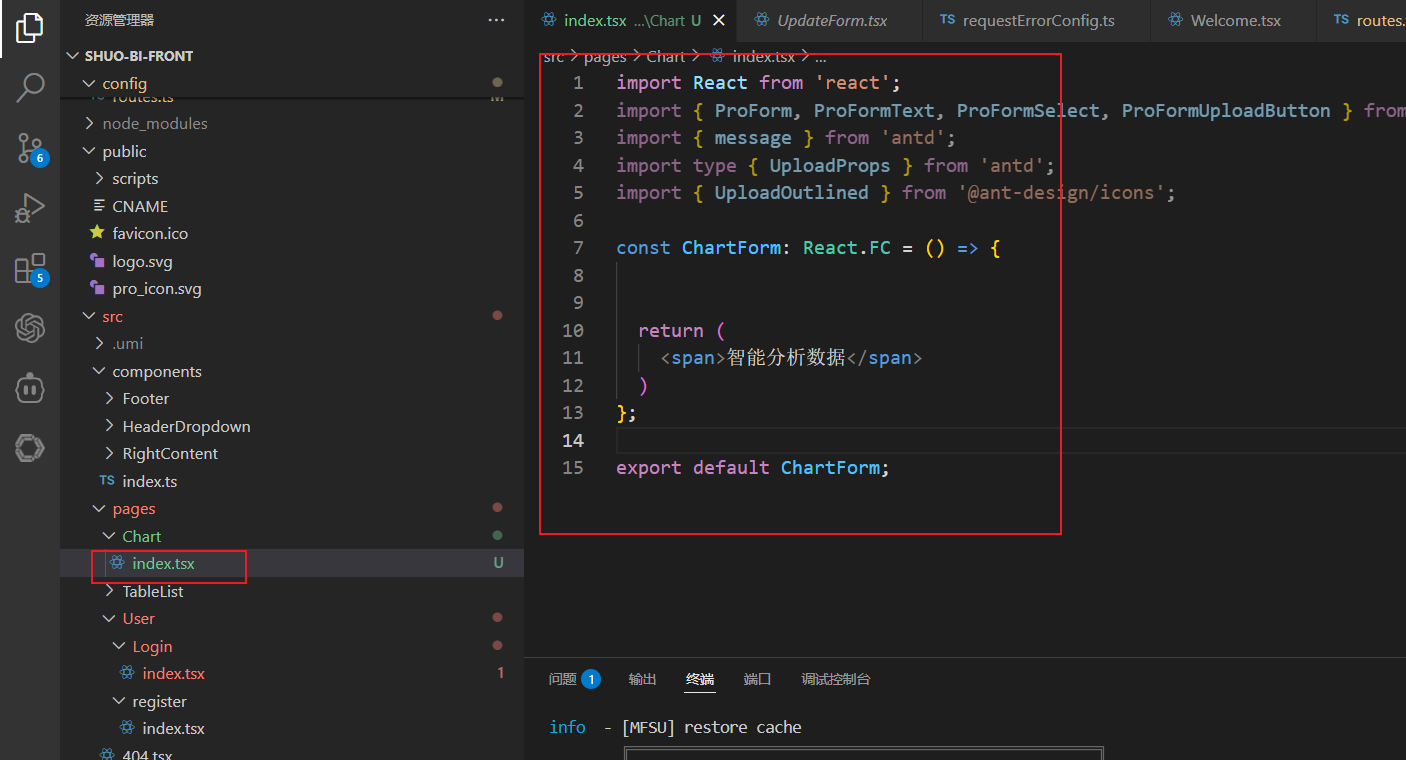 资源管理器
SHUO-BI-FRONT
config
routes.ts M
node_modules
public
scripts
CNAME
favicon.ico
logo.svg
pro_icon.svg
src
.umi
components
Footer
HeaderDropdown
RightContent
TS index.ts
pages
Chart
index.tsx U
TableList
User
Login
index.tsx 1
register
index.tsx
404.tsx
6
5
index.tsx ...\Chart U
UpdateForm.tsx
TS requestErrorConfig.ts
Welcome.tsx
TS routes.
src > pages > Chart > index.tsx > ...
1 import React from 'react';
2 import { ProForm, ProFormText, ProFormSelect, ProFormUploadButton } from
3 import { message } from 'antd';
4 import type { UploadProps } from 'antd';
5 import { UploadOutlined } from '@ant-design/icons';
6
7 const ChartForm: React.FC = () => {
8
9
10 return (
11 <span>智能分析数据</span>
12 )
13 };
14
15 export default ChartForm;
问题 1 输出 终端 端口 调试控制台
info - [MFSU] restore cache